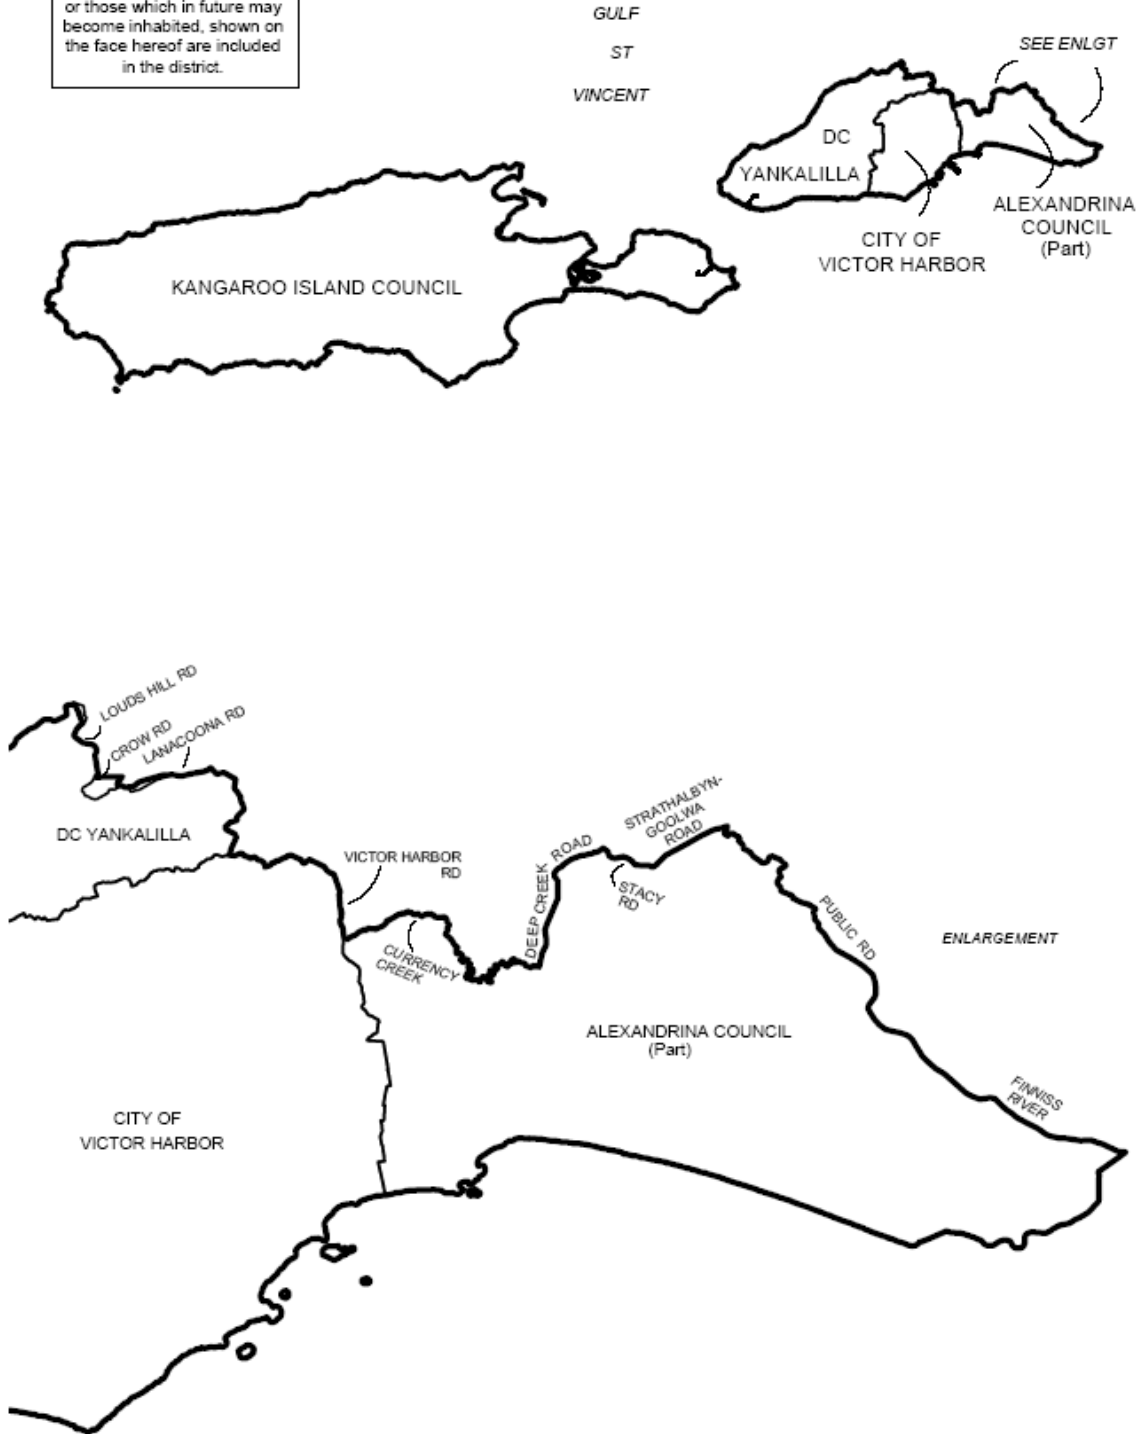 or those which in future may
become inhabited, shown on
the face hereof are included
in the district.
GULF
ST
VINCENT
SEE ENLGT
DC
YANKALILLA
ALEXANDRINA
COUNCIL
(Part)
CITY OF
VICTOR HARBOR
KANGAROO ISLAND COUNCIL
LOUDS HILL RD
CROW RD
LANACOONA RD
DC YANKALILLA
VICTOR HARBOR
RD
CURRENCY
CREEK
DEEP CREEK ROAD
STRATHALBYN-
GOOLWA
ROAD
STACY
RD
PUBLIC RD
ENLARGEMENT
ALEXANDRINA COUNCIL
(Part)
FINNISS
RIVER
CITY OF
VICTOR HARBOR